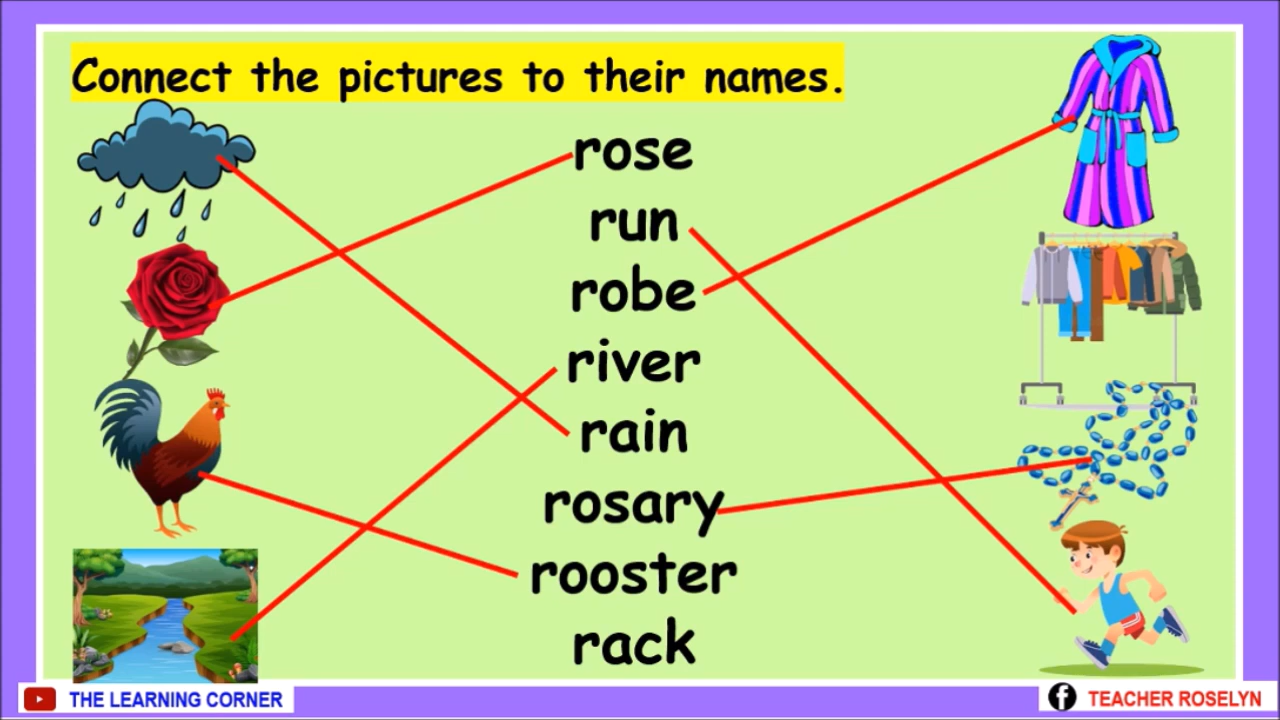 Connect the pictures to their names.
rose
run
robe
river
rain
rosary
rooster
rack
THE LEARNING CORNER
f TEACHER ROSELYN